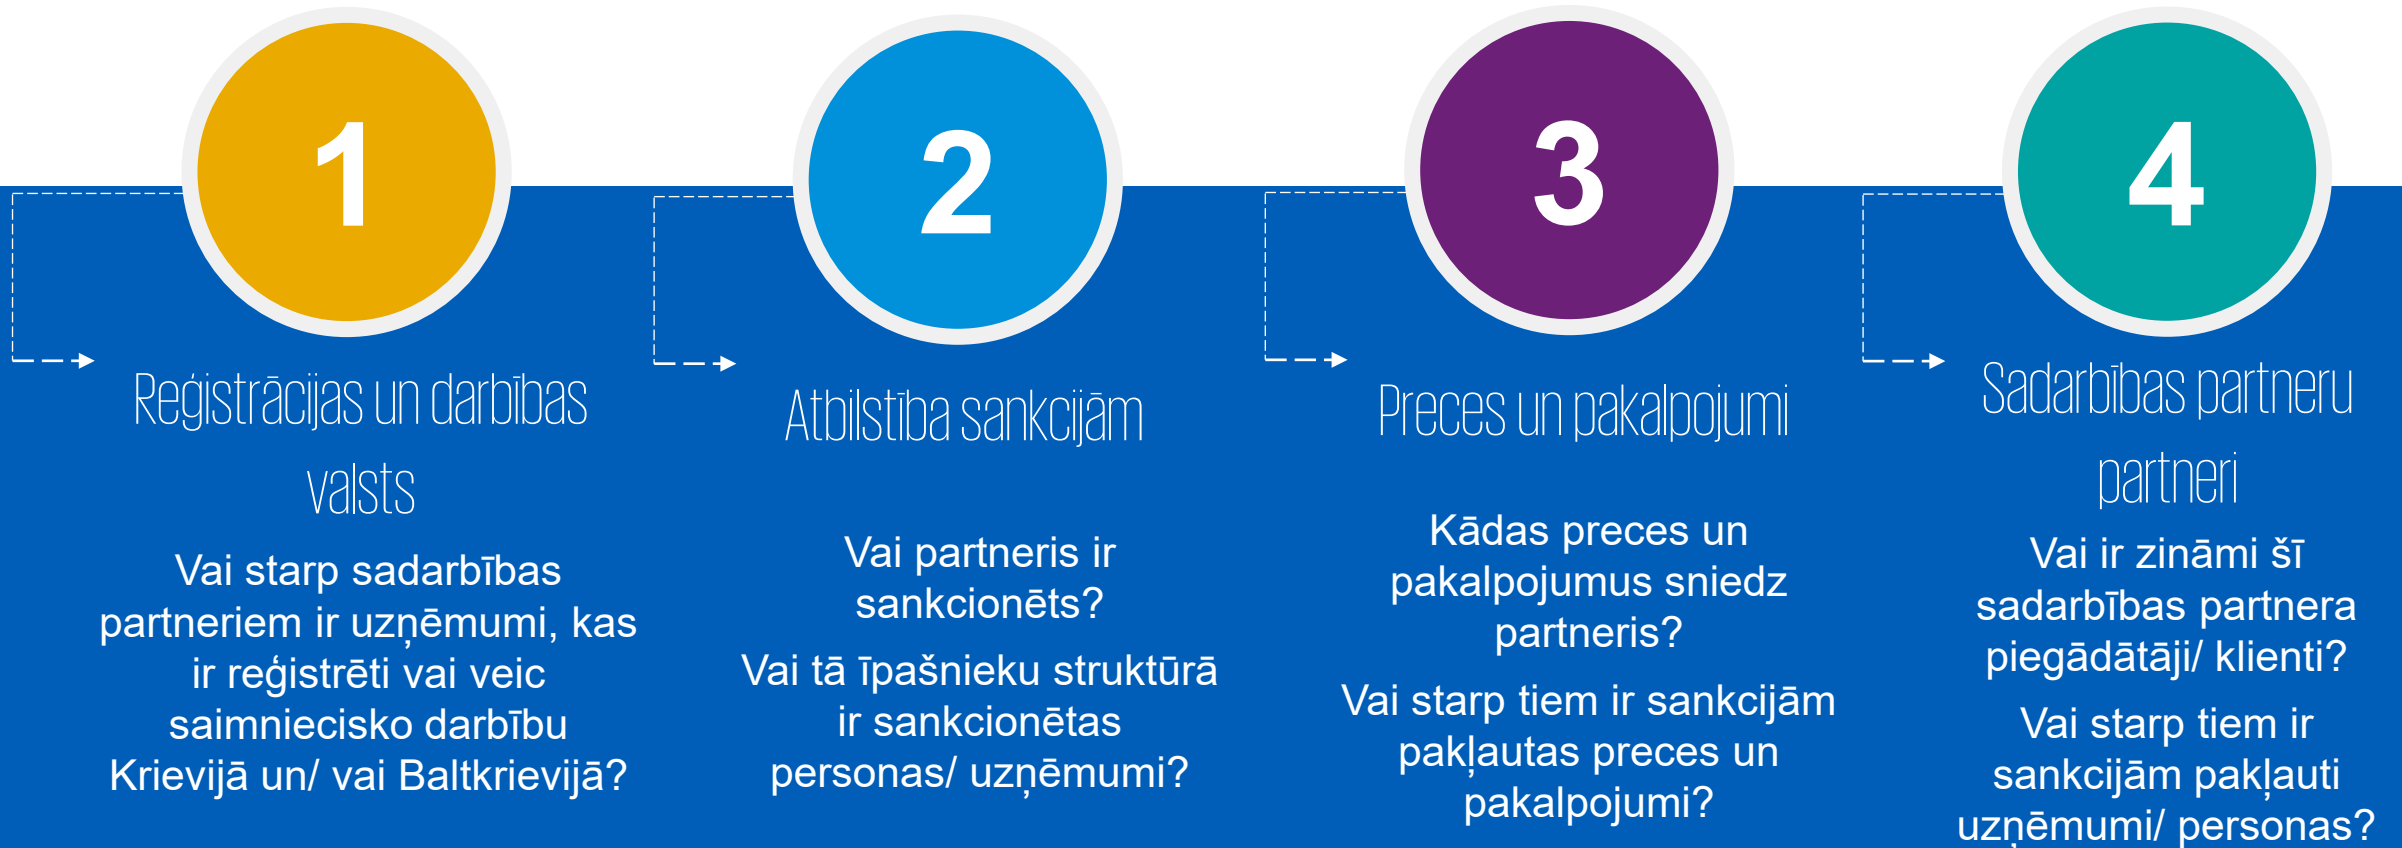 1
Reģistrācijas un darbības
valsts
Vai starp sadarbības
partneriem ir uzņēmumi, kas
ir reģistrēti vai veic
saimniecisko darbību
Krievijā un/ vai Baltkrievijā?
2
Atbilstība sankcijām
Vai partneris ir
sankcionēts?
Vai tā īpašnieku struktūrā
ir sankcionētas
personas/ uzņēmumi?
3
Preces un pakalpojumi
Kādas preces un
pakalpojumus sniedz
partneris?
Vai starp tiem ir sankcijām
pakļautas preces un
pakalpojumi?
4
Sadarbības partneru
partneri
Vai ir zināmi šī
sadarbības partnera
piegādātāji/ klienti?
Vai starp tiem ir
sankcijām pakļauti
uzņēmumi/ personas?